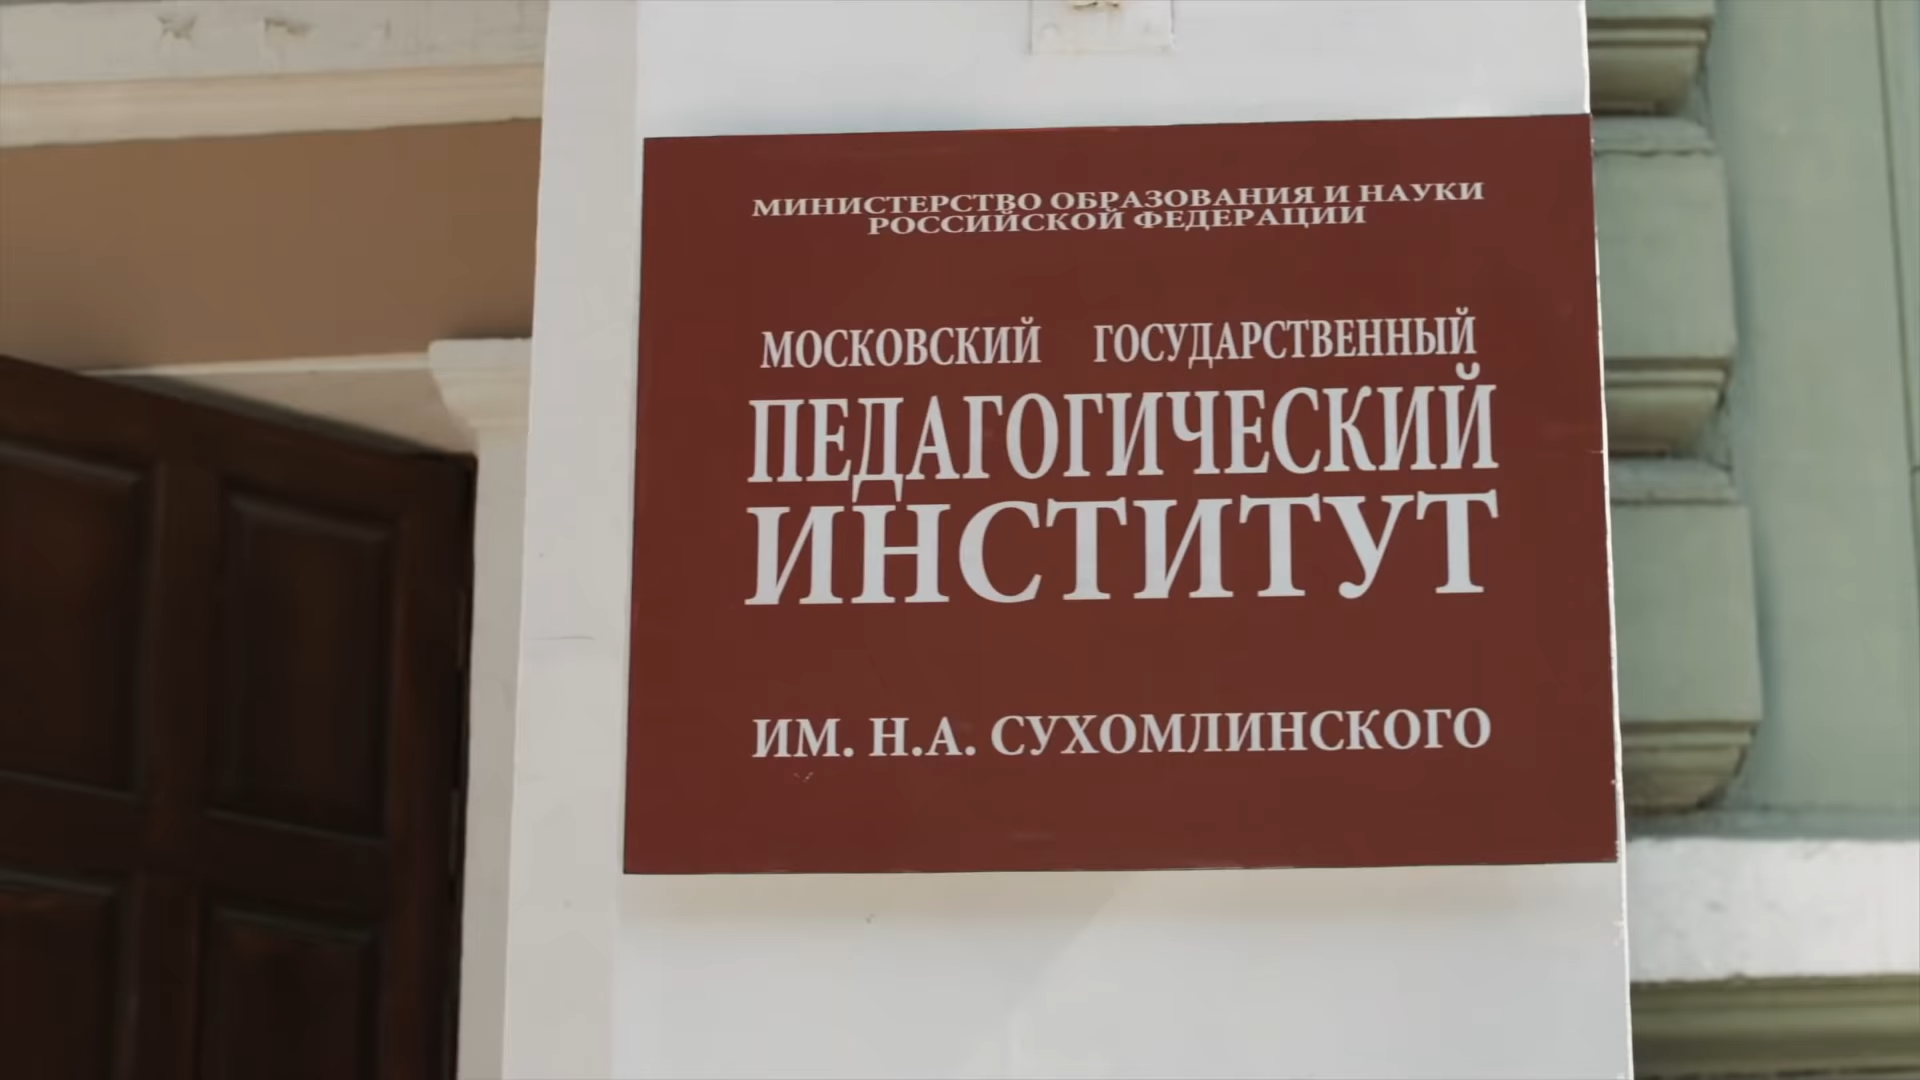 МИНИСТЕРСТВО ОБРАЗОВАНИЯ И НАУКИ
РОССИЙСКОЙ ФЕДЕРАЦИИ
МОСКОВСКИЙ ГОСУДАРСТВЕННЫЙ
ПЕДАГОГИЧЕСКИЙ
ИНСТИТУТ
ИМ. Н.А. СУХОМЛИНСКОГО